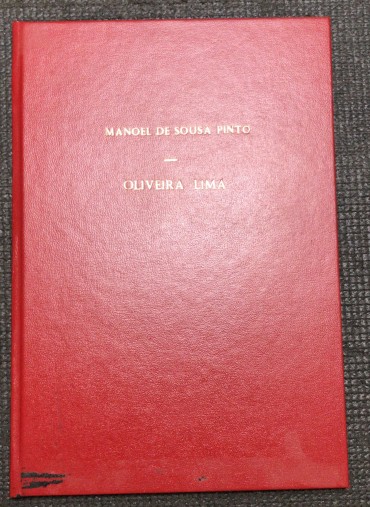 MANOEL DE SOUSA PINTO
—
OLIVEIRA LIMA